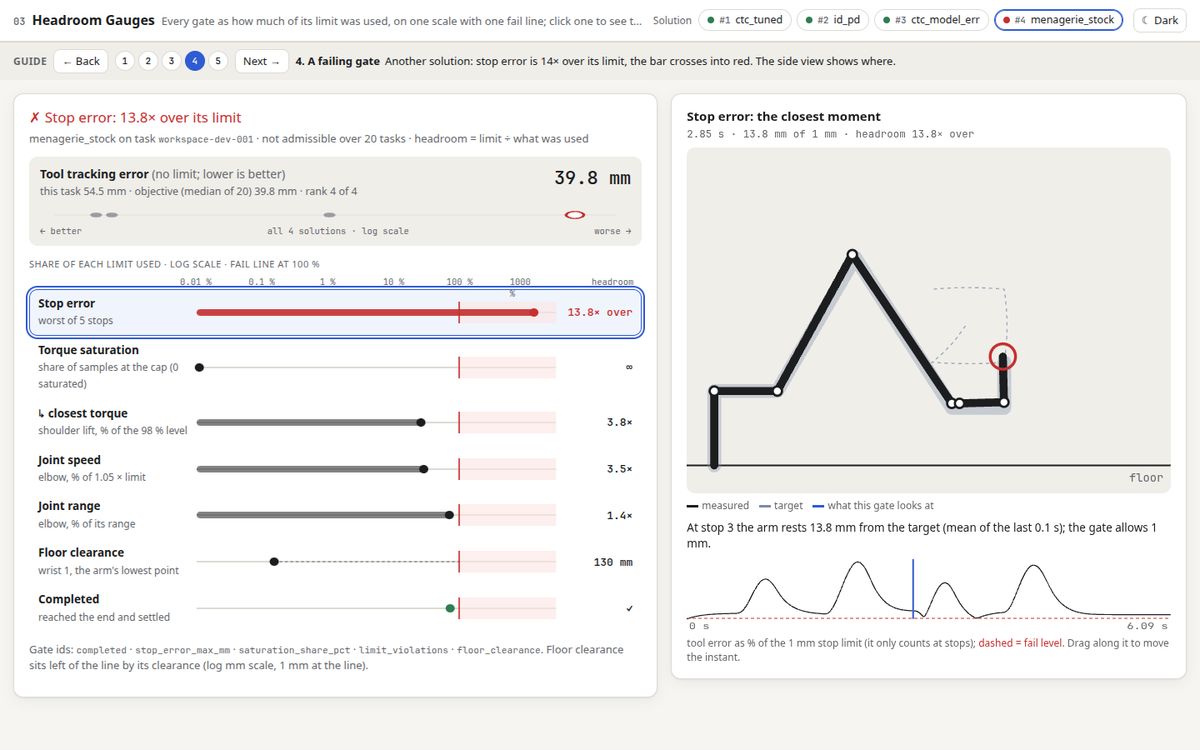 03 Headroom Gauges Every gate as how much of its limit was used, on one scale with one fail line; click one to see t... Solution #1 ctc_tuned #2 id_pd #3 ctc_model_err #4 menagerie_stock ☾ Dark
GUIDE ← Back 1 2 3 4 5 Next → 4. A failing gate Another solution: stop error is 14× over its limit, the bar crosses into red. The side view shows where.
✗ Stop error: 13.8× over its limit
menagerie_stock on task workspace-dev-001 · not admissible over 20 tasks · headroom = limit ÷ what was used
Tool tracking error (no limit; lower is better) 39.8 mm
this task 54.5 mm · objective (median of 20) 39.8 mm · rank 4 of 4
← better all 4 solutions · log scale worse →
SHARE OF EACH LIMIT USED · LOG SCALE · FAIL LINE AT 100 %
0.01 % 0.1 % 1 % 10 % 100 % 1000 % headroom
Stop error
worst of 5 stops
13.8× over
Torque saturation
share of samples at the cap (0
saturated)
∞
↳ closest torque
shoulder lift, % of the 98 % level
3.8×
Joint speed
elbow, % of 1.05 × limit
3.5×
Joint range
elbow, % of its range
1.4×
Floor clearance
wrist 1, the arm's lowest point
130 mm
Completed
reached the end and settled
✓
Gate ids: completed · stop_error_max_mm · saturation_share_pct · limit_violations · floor_clearance. Floor clearance
sits left of the line by its clearance (log mm scale, 1 mm at the line).
Stop error: the closest moment
2.85 s · 13.8 mm of 1 mm · headroom 13.8× over
floor
measured target what this gate looks at
At stop 3 the arm rests 13.8 mm from the target (mean of the last 0.1 s); the gate allows 1
mm.
0 s 6.09 s
tool error as % of the 1 mm stop limit (it only counts at stops); dashed = fail level. Drag along it to move
the instant.